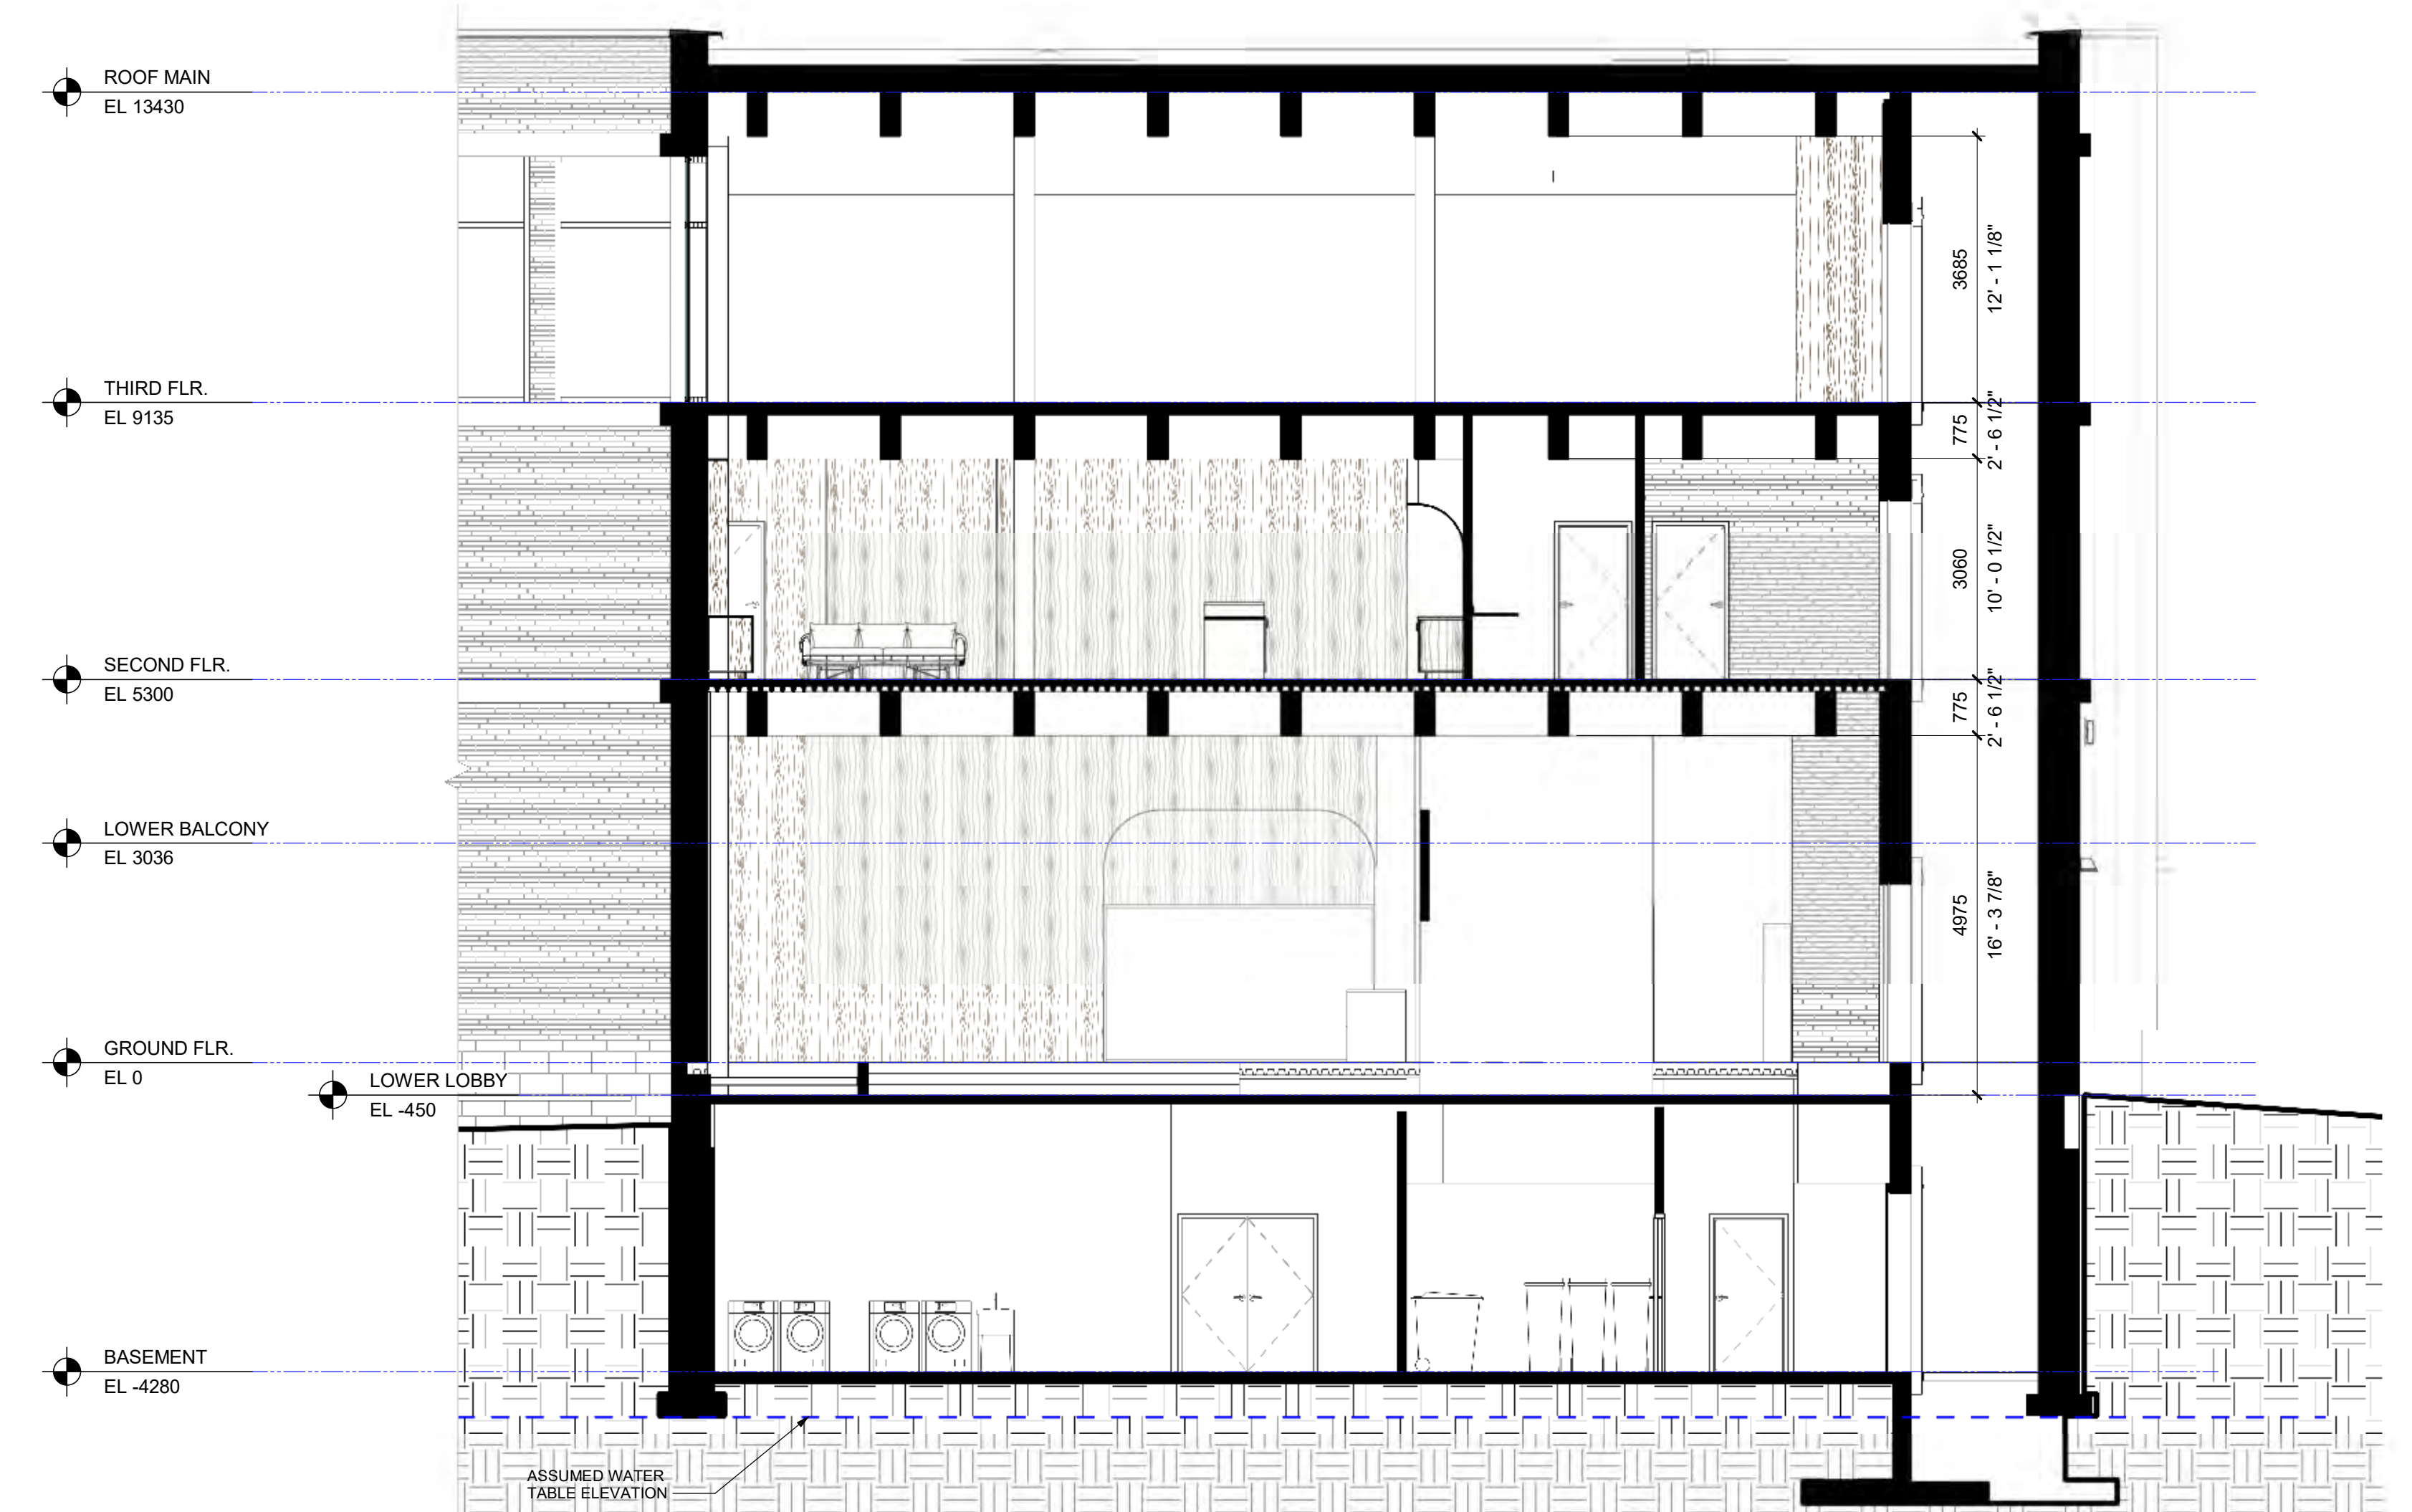 ROOF MAIN
EL 13430
THIRD FLR.
EL 9135
SECOND FLR.
EL 5300
LOWER BALCONY
EL 3036
GROUND FLR.
EL 0
LOWER LOBBY
EL -450
BASEMENT
EL -4280
ASSUMED WATER
TABLE ELEVATION
3685
12' - 1 1/8"
775
2' - 6 1/2"
3060
10' - 0 1/2"
775
2' - 6 1/2"
4975
16' - 3 7/8"